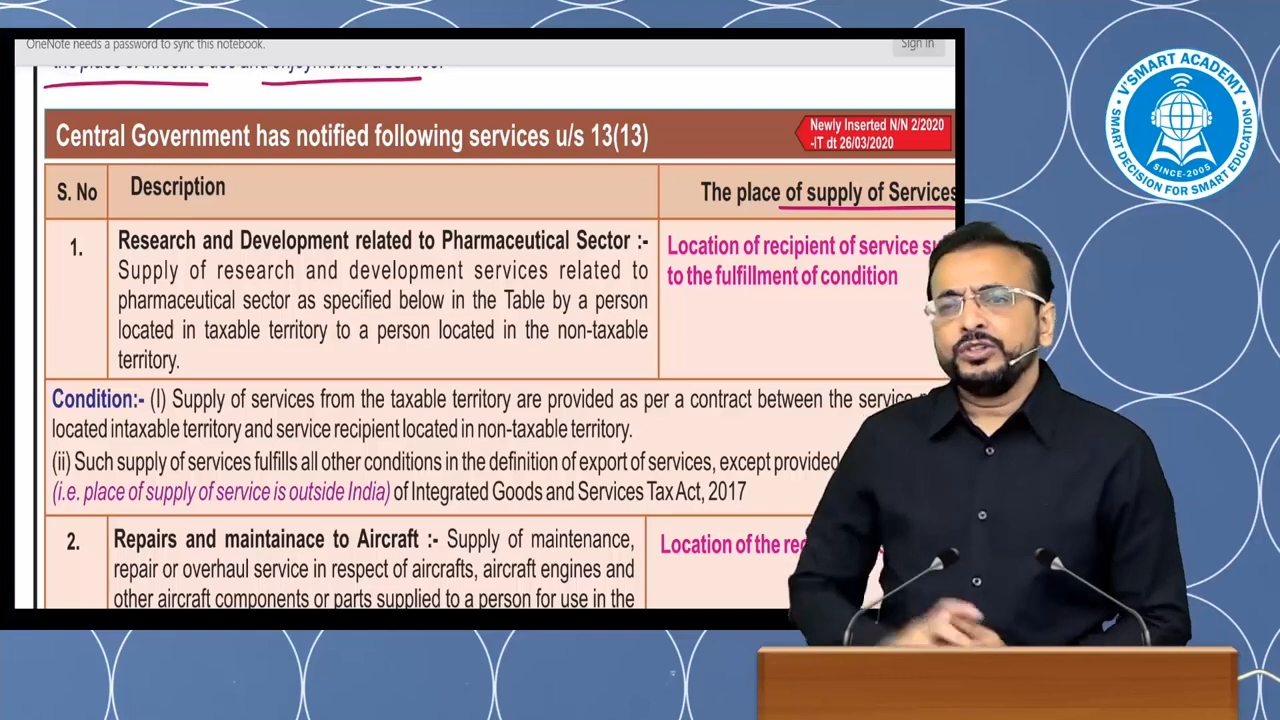 OneNote needs a password to sync this notebook.
Sign in
the place of effective use and enjoyment of a service.
Central Government has notified following services u/s 13(13)
Newly Inserted N/N 2/2020
-IT dt 26/03/2020
S. No
Description
The place of supply of Services
1.
Research and Development related to Pharmaceutical Sector :-
Supply of research and development services related to
pharmaceutical sector as specified below in the Table by a person
located in taxable territory to a person located in the non-taxable
territory.
Location of recipient of service
to the fulfillment of condition
Condition:- (I) Supply of services from the taxable territory are provided as per a contract between the service
located intaxable territory and service recipient located in non-taxable territory.
(ii) Such supply of services fulfills all other conditions in the definition of export of services, except provided
(i.e. place of supply of service is outside India) of Integrated Goods and Services Tax Act, 2017
2.
Repairs and maintainace to Aircraft :- Supply of maintenance,
repair or overhaul service in respect of aircrafts, aircraft engines and
other aircraft components or parts supplied to a person for use in the
Location of the
V'SMART ACADEMY
SINCE-2005
SMART DECISION FOR SMART EDUCATION